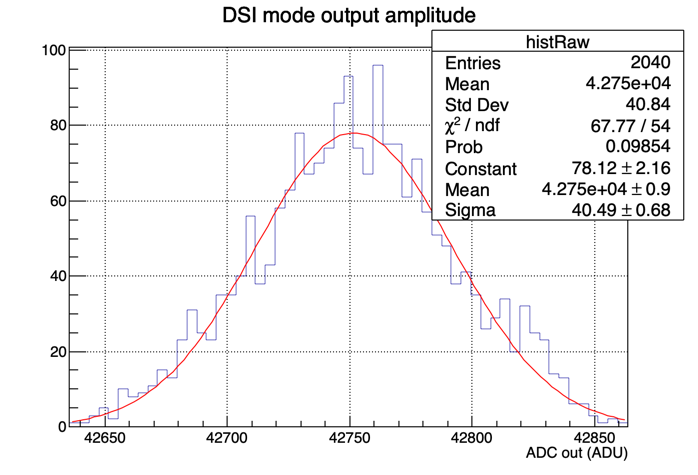 DSI mode output amplitude
histRaw
Entries 2040
Mean 4.275e+04
Std Dev 40.84
χ² / ndf 67.77 / 54
Prob 0.09854
Constant 78.12 ± 2.16
Mean 4.275e+04 ± 0.9
Sigma 40.49 ± 0.68
100
80
60
40
20
0
42650 42700 42750 42800 42850
ADC out (ADU)